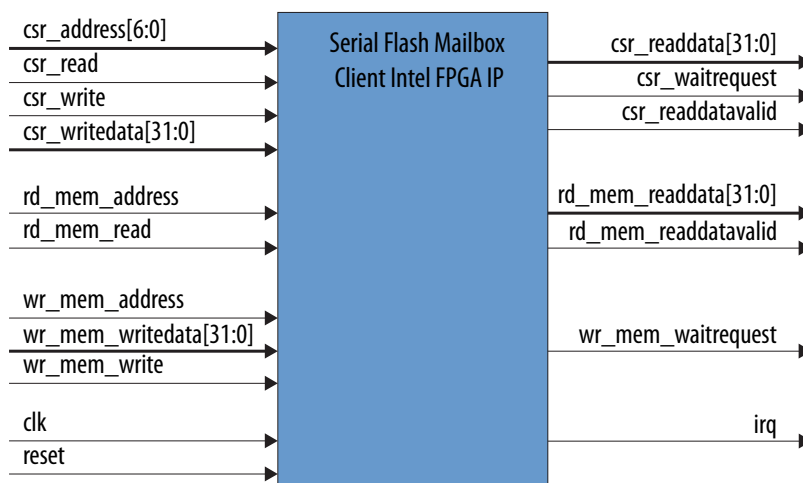 csr_address[6:0]
csr_read
csr_write
csr_writedata[31:0]
rd_mem_address
rd_mem_read
wr_mem_address
wr_mem_writedata[31:0]
wr_mem_write
clk
reset
Serial Flash Mailbox
Client Intel FPGA IP
csr_readdata[31:0]
csr_waitrequest
csr_readdatavalid
rd_mem_readdata[31:0]
rd_mem_readdatavalid
wr_mem_waitrequest
irq